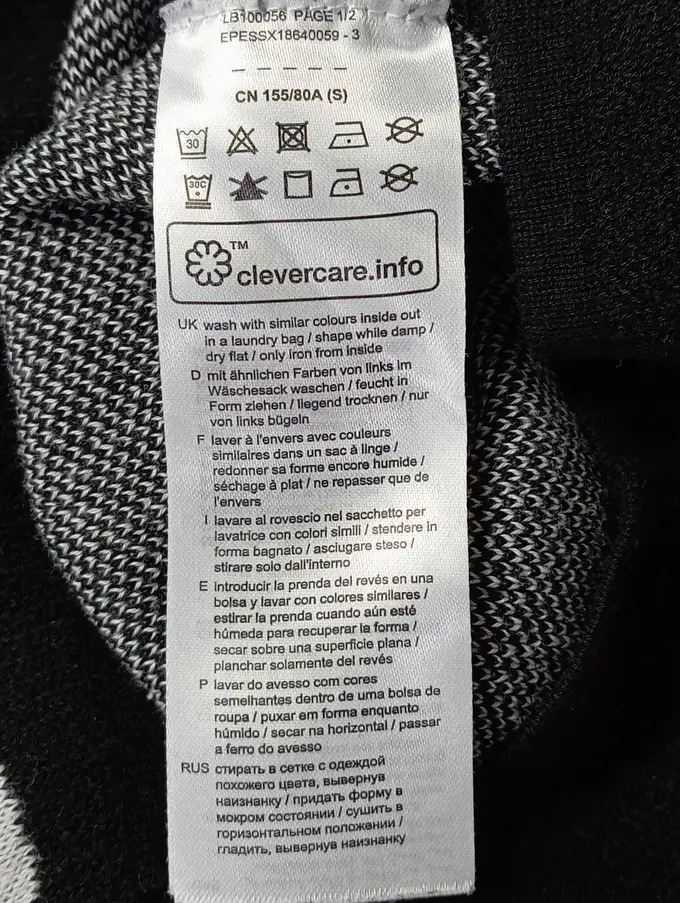 LB100056 PAGE 1/2
EPESSX18640059 - 3
CN 155/80A (S)
30
30C
TM
clevercare.info
UK wash with similar colours inside out
in a laundry bag / shape while damp /
dry flat / only iron from inside
D mit ähnlichen Farben von links im
Wäschesack waschen / feucht in
Form ziehen / liegend trocknen / nur
von links bügeln
F laver à l'envers avec couleurs
similaires dans un sac à linge /
redonner sa forme encore humide /
séchage à plat / ne repasser que de
l'envers
I lavare al rovescio nel sacchetto per
lavatrice con colori simili / stendere in
forma bagnato / asciugare steso /
stirare solo dall'interno
E introducir la prenda del revés en una
bolsa y lavar con colores similares /
estirar la prenda cuando aún esté
húmeda para recuperar la forma /
secar sobre una superficie plana /
planchar solamente del revés
P lavar do avesso com cores
semelhantes dentro de uma bolsa de
roupa / puxar em forma enquanto
húmido / secar na horizontal / passar
a ferro do avesso
RUS стирать в сетке с одеждой
похожего цвета, вывернув
наизнанку / придать форму в
мокром состоянии / сушить в
горизонтальном положении /
гладить, вывернув наизнанку